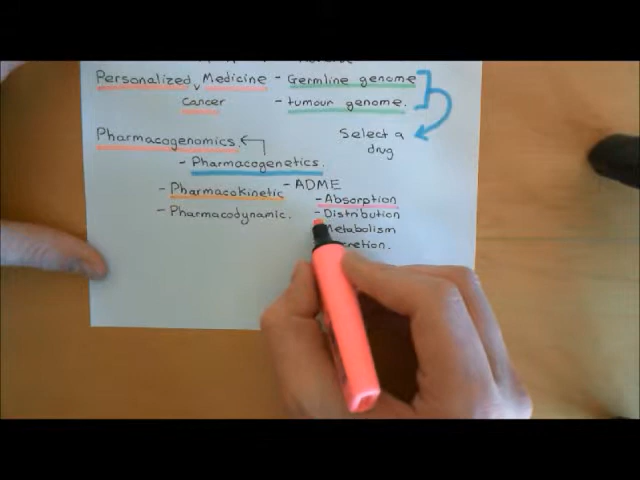 Personalized Medicine - Germline genome
v
cancer - tumour genome.
Select a
drug
Pharmacogenomics.
- Pharmacogenetics.
- Pharmacokinetic - ADME
- Absorption
- Pharmacodynamic. - Distribution